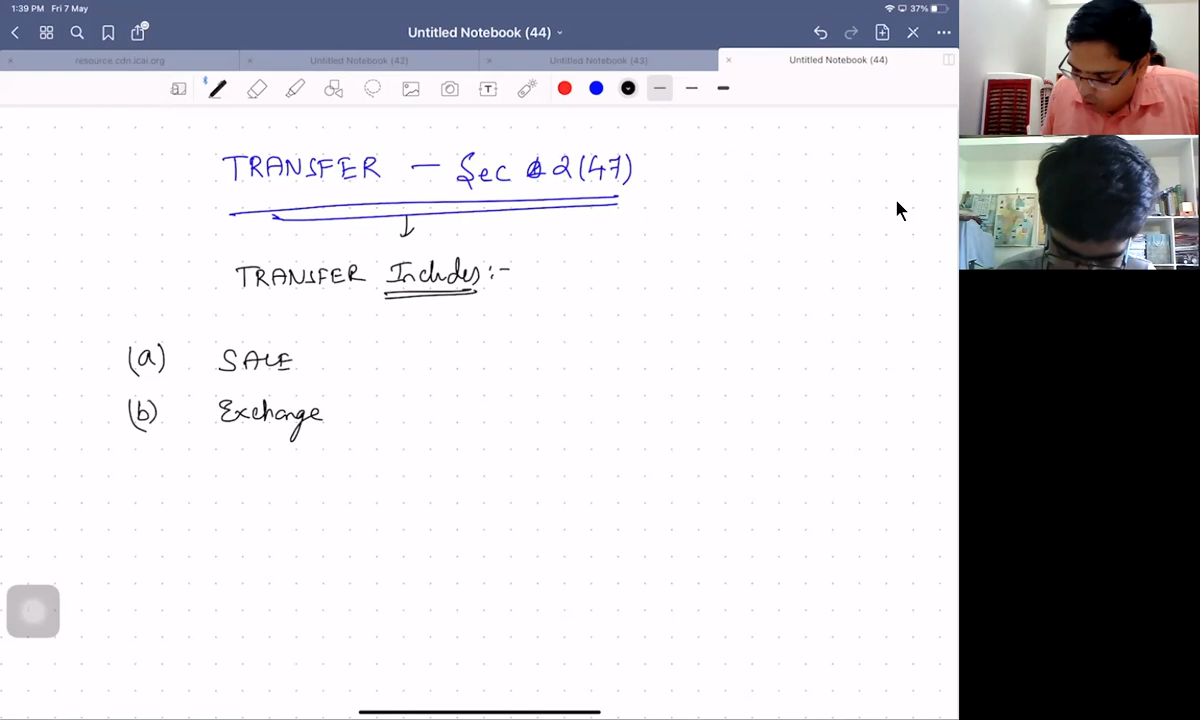 1:39 PM Fri 7 May
37%
Untitled Notebook (44)
resource.cdn.icai.org
Untitled Notebook (42)
Untitled Notebook (43)
Untitled Notebook (44)
T
TRANSFER - Sec 2(47)
TRANSFER Includes:-
(a) SALE
(b) Exchange